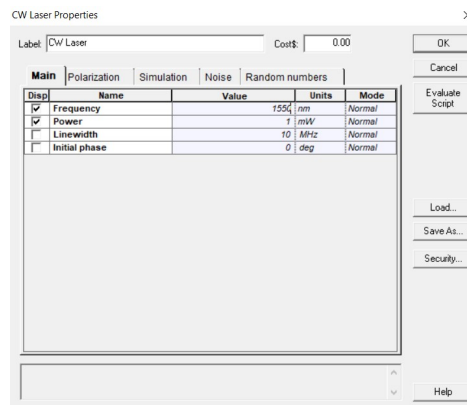 CW Laser Properties
Label: CW Laser Cost$: 0.00 OK
Cancel
Main Polarization Simulation Noise Random numbers
Evaluate Script
Disp Name Value Units Mode
Frequency 1550 nm Normal
Power 1 mW Normal
Linewidth 10 MHz Normal
Initial phase 0 deg Normal
Load...
Save As...
Security...
Help